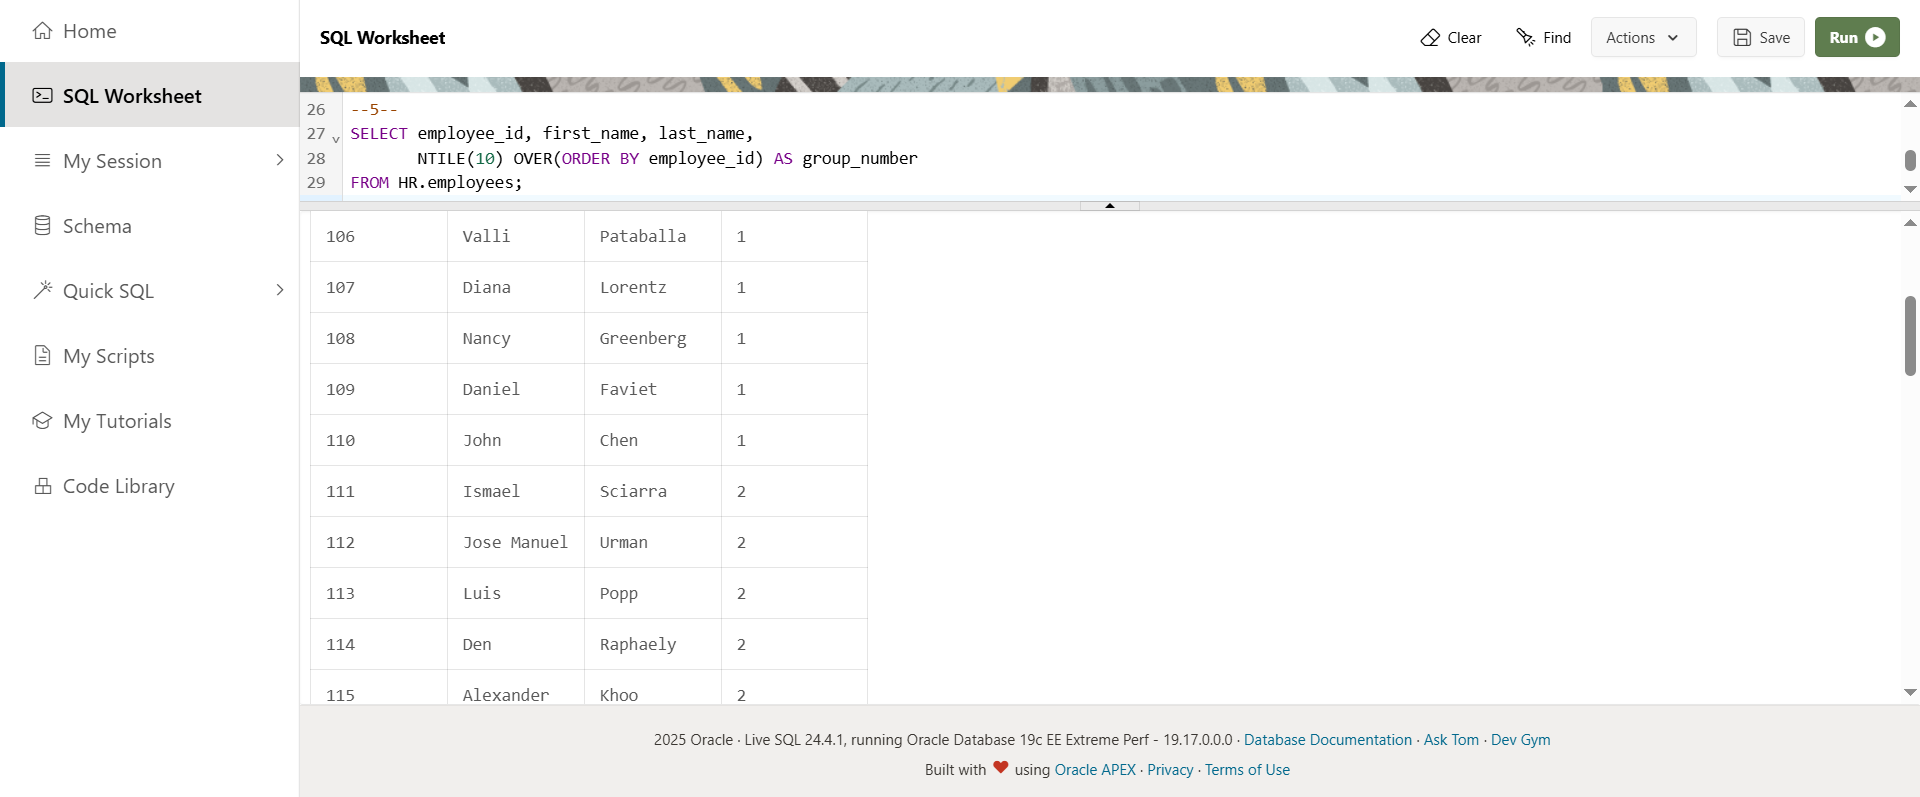 Home
SQL Worksheet
My Session
Schema
Quick SQL
My Scripts
My Tutorials
Code Library
SQL Worksheet
Clear
Find
Actions
Save
Run
26 --5--
27 SELECT employee_id, first_name, last_name,
28 NTILE(10) OVER(ORDER BY employee_id) AS group_number
29 FROM HR.employees;
106 Valli Pataballa 1
107 Diana Lorentz 1
108 Nancy Greenberg 1
109 Daniel Faviet 1
110 John Chen 1
111 Ismael Sciarra 2
112 Jose Manuel Urman 2
113 Luis Popp 2
114 Den Raphaely 2
115 Alexander Khoo 2
2025 Oracle · Live SQL 24.4.1, running Oracle Database 19c EE Extreme Perf - 19.17.0.0.0 · Database Documentation · Ask Tom · Dev Gym
Built with ❤ using Oracle APEX · Privacy · Terms of Use